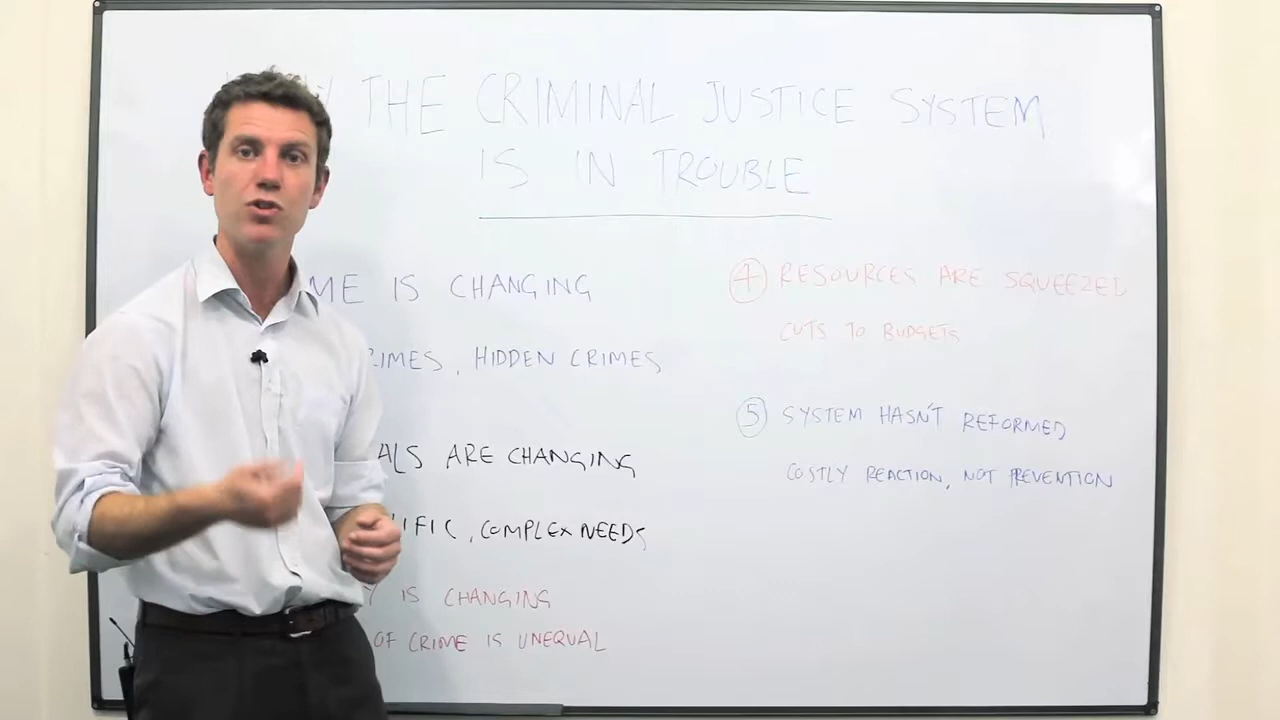 THE CRIMINAL JUSTICE SYSTEM
IS IN TROUBLE
ME IS CHANGING
IMES, HIDDEN CRIMES
ALS ARE CHANGING
IFIC, COMPLEX NEEDS
Y IS CHANGING
OF CRIME IS UNEQUAL
4 RESOURCES ARE SQUEEZED
CUTS TO BUDGETS
5 SYSTEM HASN'T REFORMED
COSTLY REACTION, NOT PREVENTION